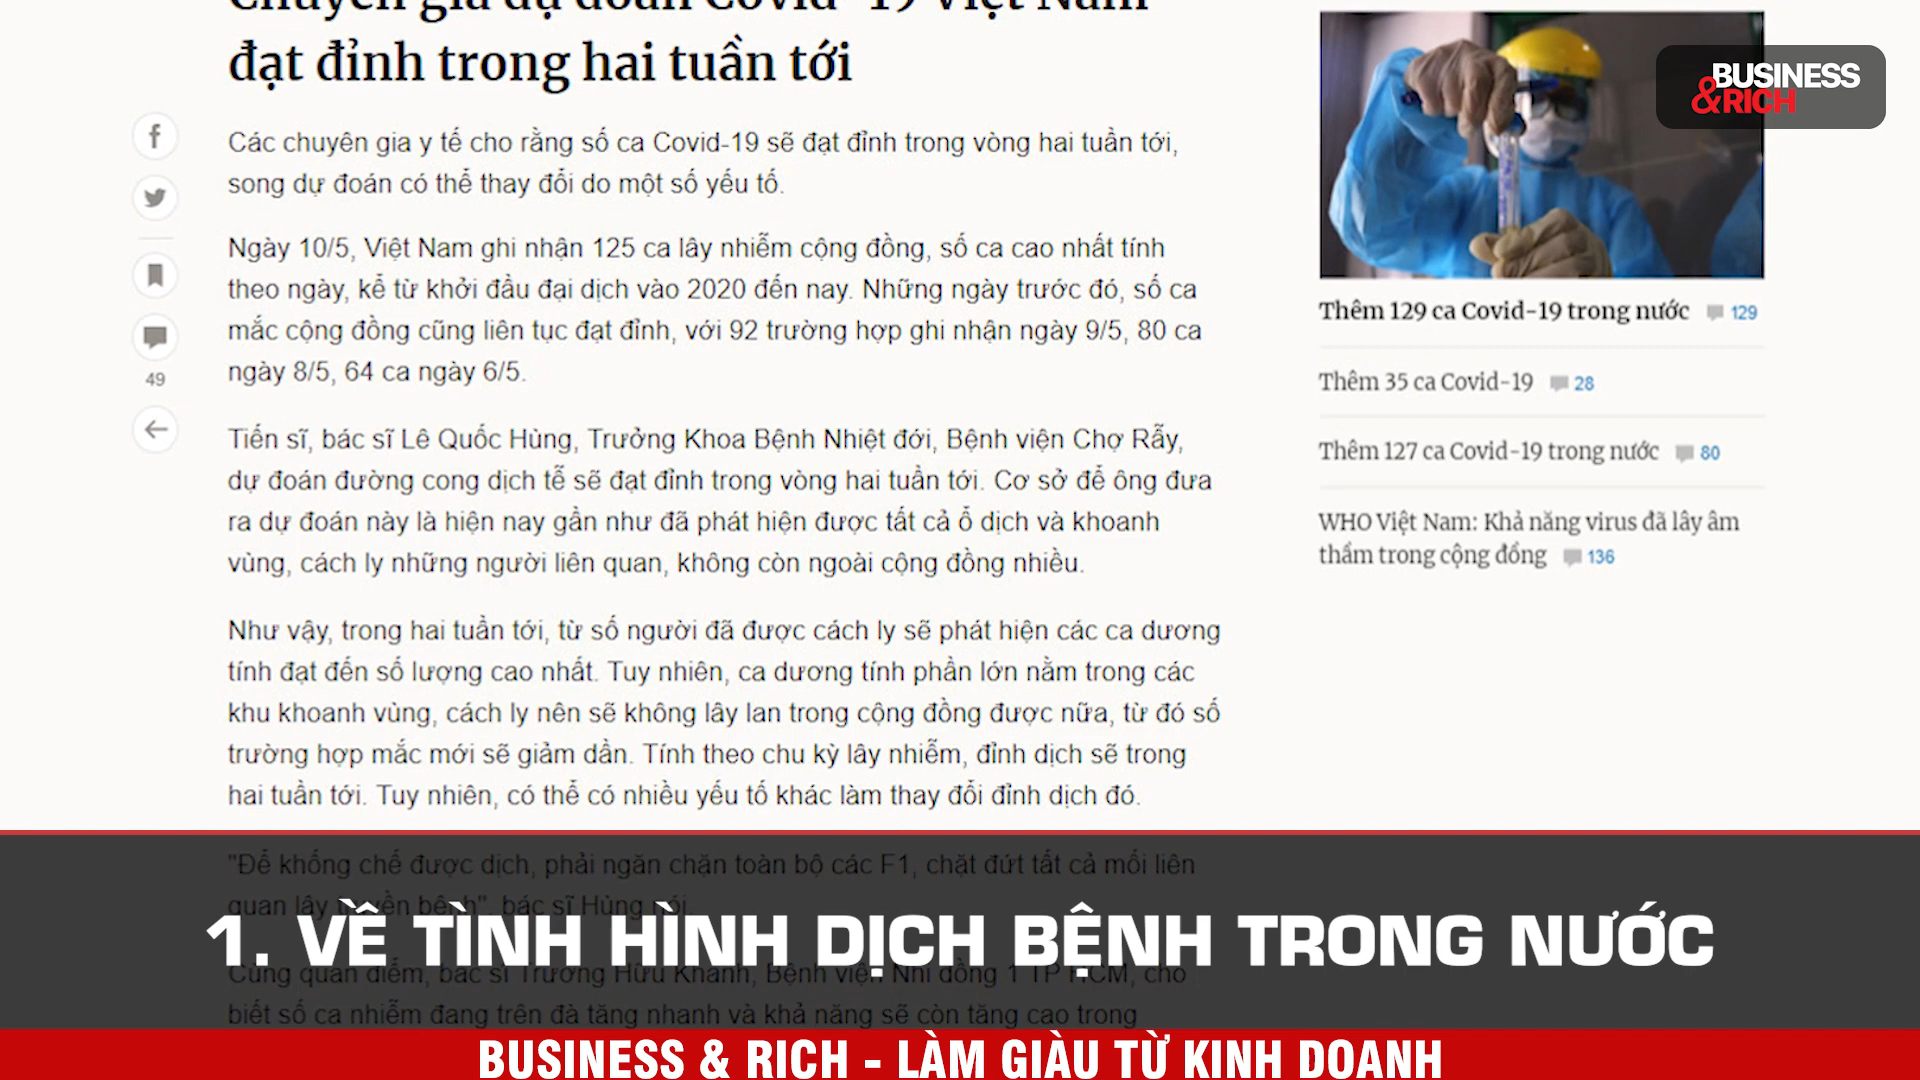 Chuyên gia dự đoán Covid-19 Việt Nam
đạt đỉnh trong hai tuần tới
Các chuyên gia y tế cho rằng số ca Covid-19 sẽ đạt đỉnh trong vòng hai tuần tới,
song dự đoán có thể thay đổi do một số yếu tố.
Ngày 10/5, Việt Nam ghi nhận 125 ca lây nhiễm cộng đồng, số ca cao nhất tính
theo ngày, kể từ khởi đầu đại dịch vào 2020 đến nay. Những ngày trước đó, số ca
mắc cộng đồng cũng liên tục đạt đỉnh, với 92 trường hợp ghi nhận ngày 9/5, 80 ca
ngày 8/5, 64 ca ngày 6/5.
49
Tiến sĩ, bác sĩ Lê Quốc Hùng, Trưởng Khoa Bệnh Nhiệt đới, Bệnh viện Chợ Rẫy,
dự đoán đường cong dịch tễ sẽ đạt đỉnh trong vòng hai tuần tới. Cơ sở để ông đưa
ra dự đoán này là hiện nay gần như đã phát hiện được tất cả ổ dịch và khoanh
vùng, cách ly những người liên quan, không còn ngoài cộng đồng nhiều.
Như vậy, trong hai tuần tới, từ số người đã được cách ly sẽ phát hiện các ca dương
tính đạt đến số lượng cao nhất. Tuy nhiên, ca dương tính phần lớn nằm trong các
khu khoanh vùng, cách ly nên sẽ không lây lan trong cộng đồng được nữa, từ đó số
trường hợp mắc mới sẽ giảm dần. Tính theo chu kỳ lây nhiễm, đỉnh dịch sẽ trong
hai tuần tới. Tuy nhiên, có thể có nhiều yếu tố khác làm thay đổi đỉnh dịch đó.
"Để khống chế được dịch, phải ngăn chặn toàn bộ các F1, chặt đứt tất cả mối liên
quan lây truyền bệnh", bác sĩ Hùng nói.
Cùng quan điểm, bác sĩ Trương Hữu Khanh, Bệnh viện Nhi đồng 1 TP HCM, cho
biết số ca nhiễm đang trên đà tăng nhanh và khả năng sẽ còn tăng cao trong
BUSINESS
&RICH
Thêm 129 ca Covid-19 trong nước 129
Thêm 35 ca Covid-19 28
Thêm 127 ca Covid-19 trong nước 80
WHO Việt Nam: Khả năng virus đã lây âm
thầm trong cộng đồng 136
1. VỀ TÌNH HÌNH DỊCH BỆNH TRONG NƯỚC
BUSINESS & RICH - LÀM GIÀU TỪ KINH DOANH